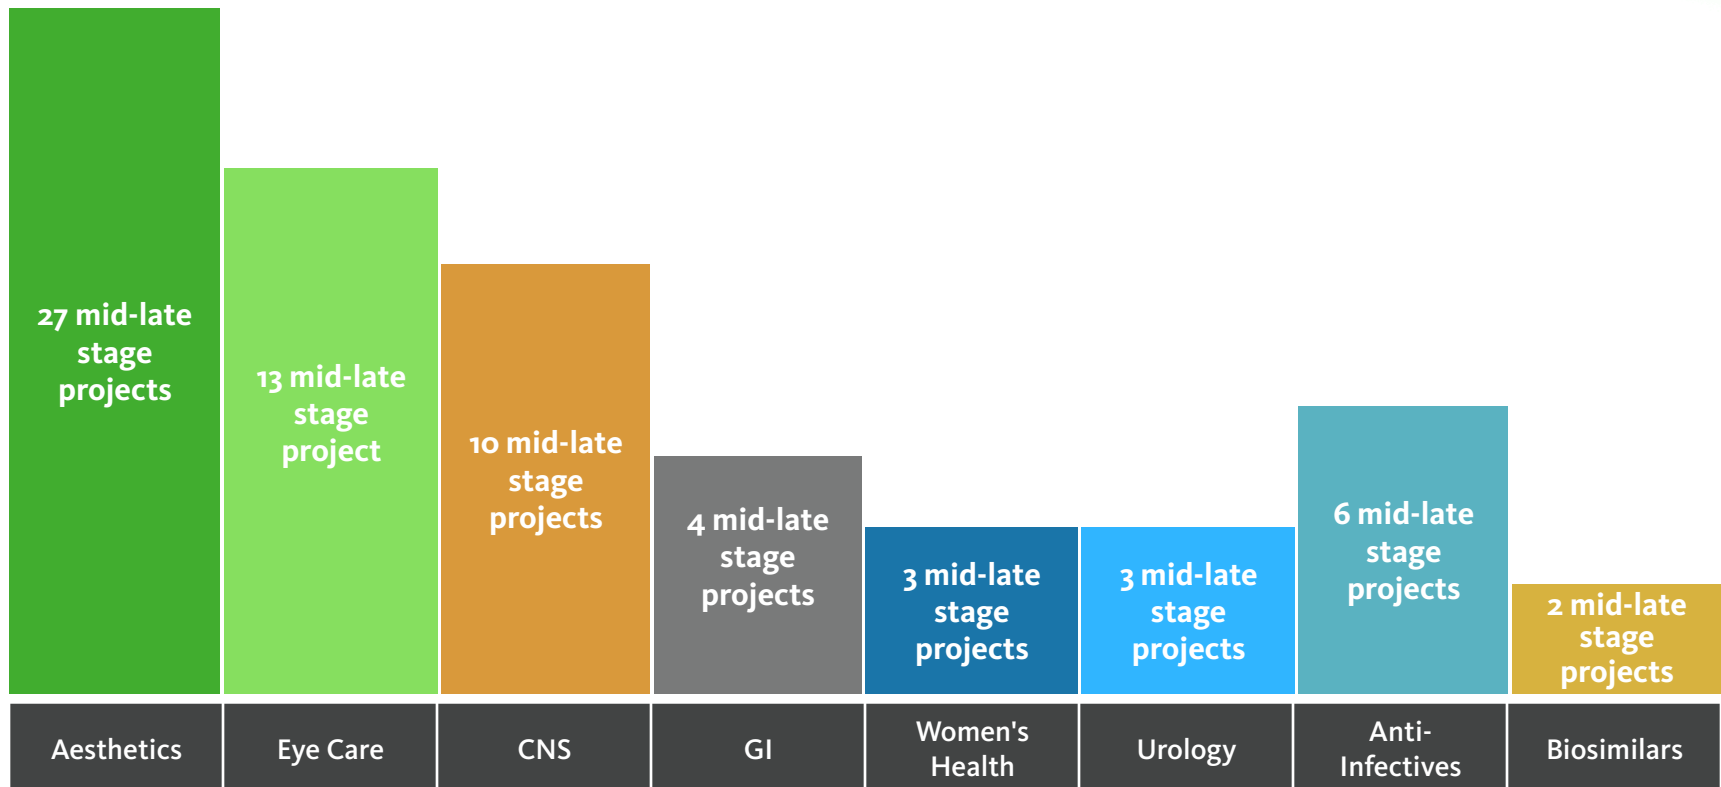 27 mid-late
stage
projects
13 mid-late
stage
project
10 mid-late
stage
projects
4 mid-late
stage
projects
3 mid-late
stage
projects
3 mid-late
stage
projects
6 mid-late
stage
projects
2 mid-late
stage
projects
Aesthetics
Eye Care
CNS
GI
Women's
Health
Urology
Anti-
Infectives
Biosimilars